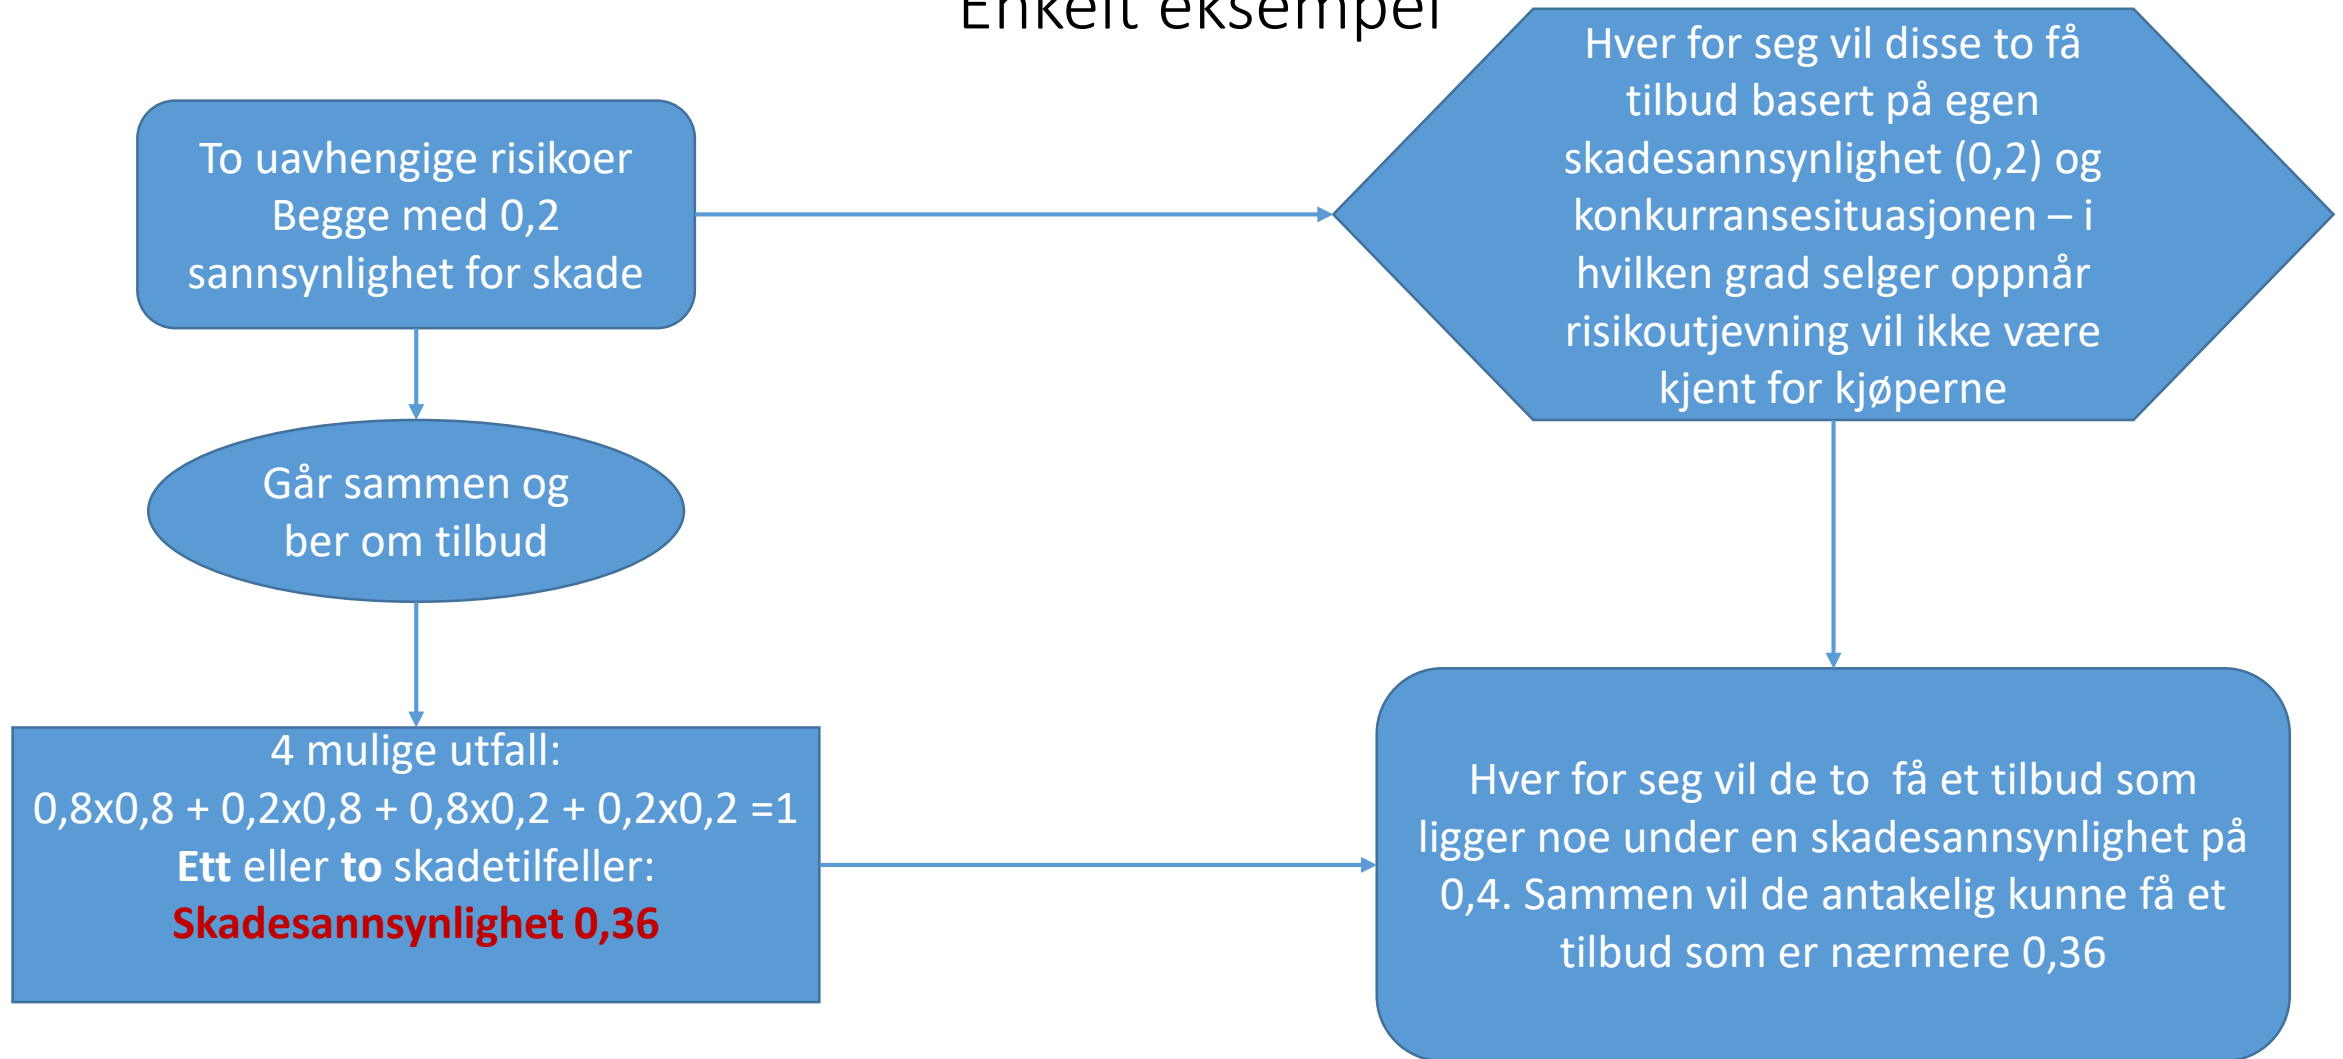 Enkelt eksempel
To uavhengige risikoer
Begge med 0,2
sannsynlighet for skade
Hver for seg vil disse to få
tilbud basert på egen
skadesannsynlighet (0,2) og
konkurransesituasjonen – i
hvilken grad selger oppnår
risikoutjevning vil ikke være
kjent for kjøperne
Går sammen og
ber om tilbud
4 mulige utfall:
0,8x0,8 + 0,2x0,8 + 0,8x0,2 + 0,2x0,2 =1
Ett eller to skadetilfeller:
Skadesannsynlighet 0,36
Hver for seg vil de to  få et tilbud som
ligger noe under en skadesannsynlighet på
0,4. Sammen vil de antakelig kunne få et
tilbud som er nærmere 0,36